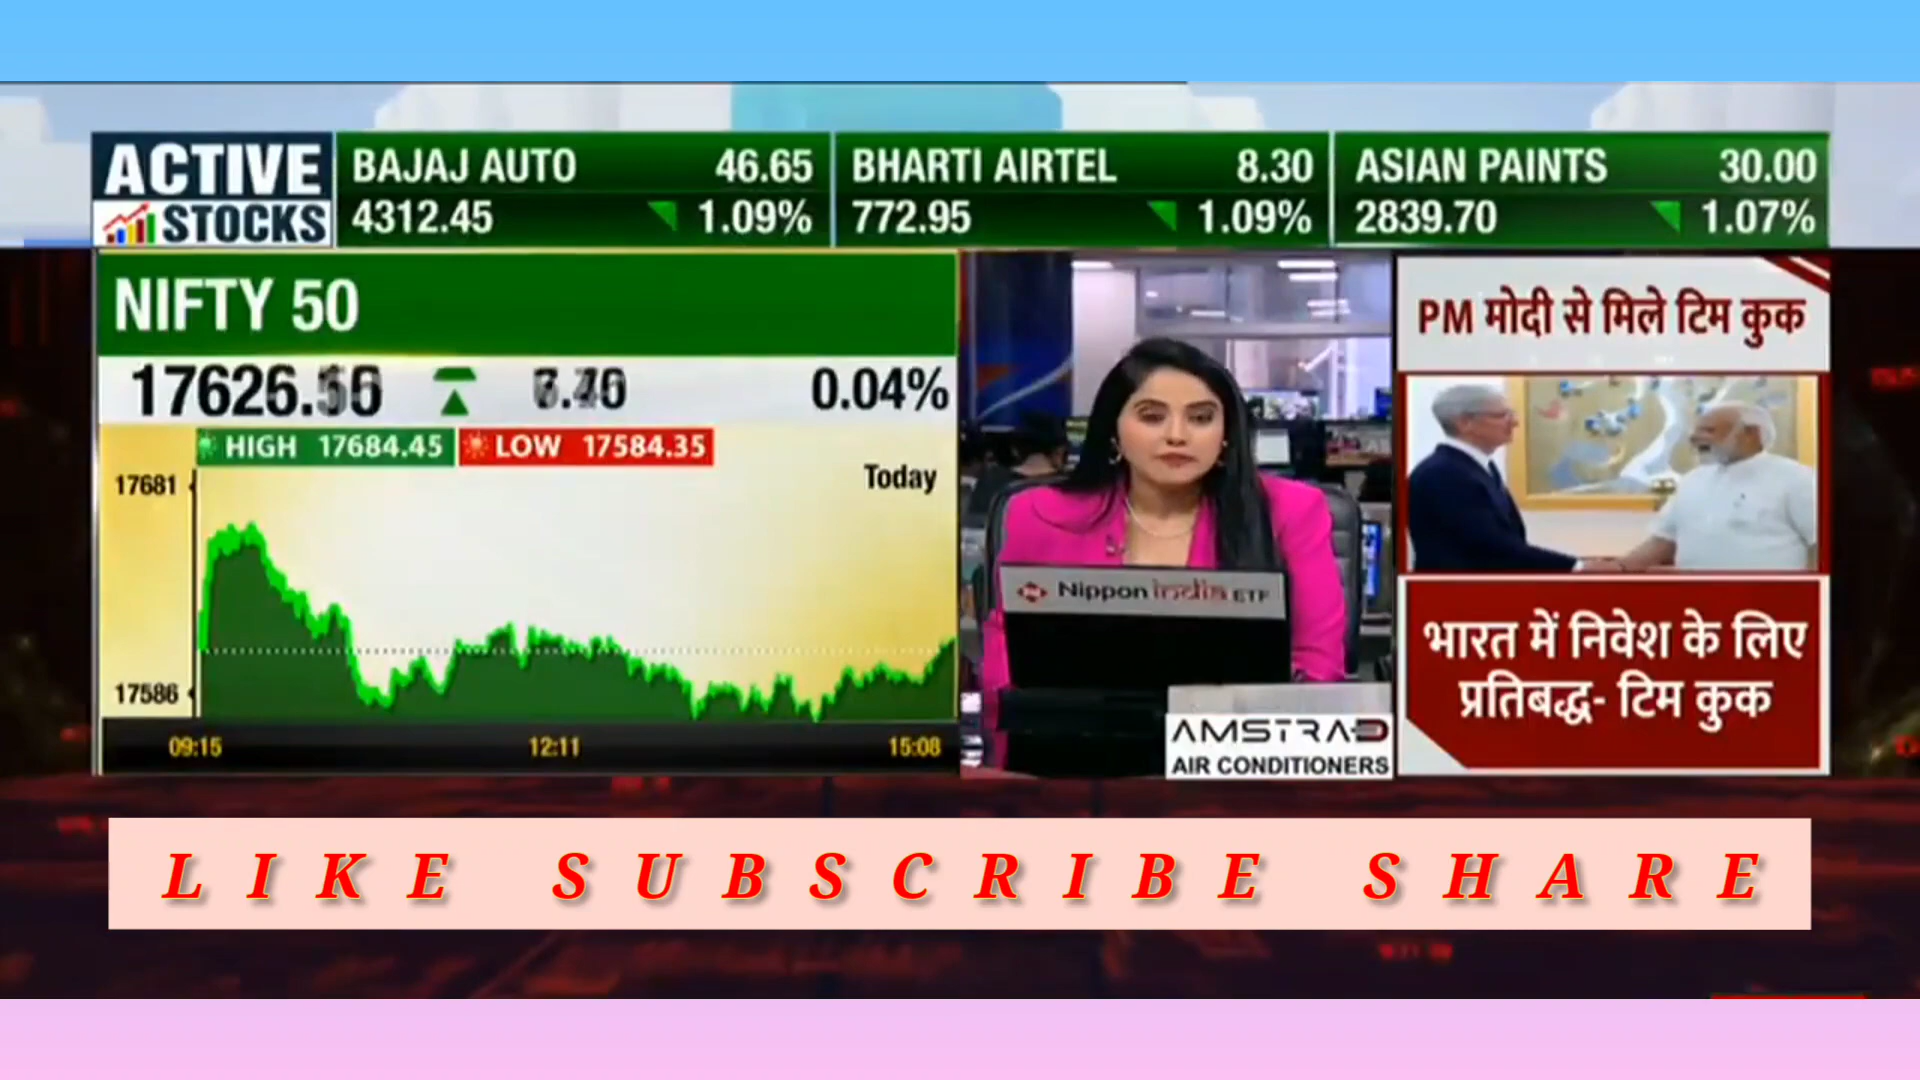 ACTIVE
STOCKS
BAJAJ AUTO 46.65
4312.45 1.09%
BHARTI AIRTEL 8.30
772.95 1.09%
ASIAN PAINTS 30.00
2839.70 1.07%
NIFTY 50
0.04%
HIGH 17684.45 LOW 17584.35
Today
17681
17586
09:15 12:11 15:08
Nippon india ETF
AMSTRAD
AIR CONDITIONERS
PM मोदी से मिले टिम कुक
भारत में निवेश के लिए
प्रतिबद्ध- टिम कुक
LIKE SUBSCRIBE SHARE